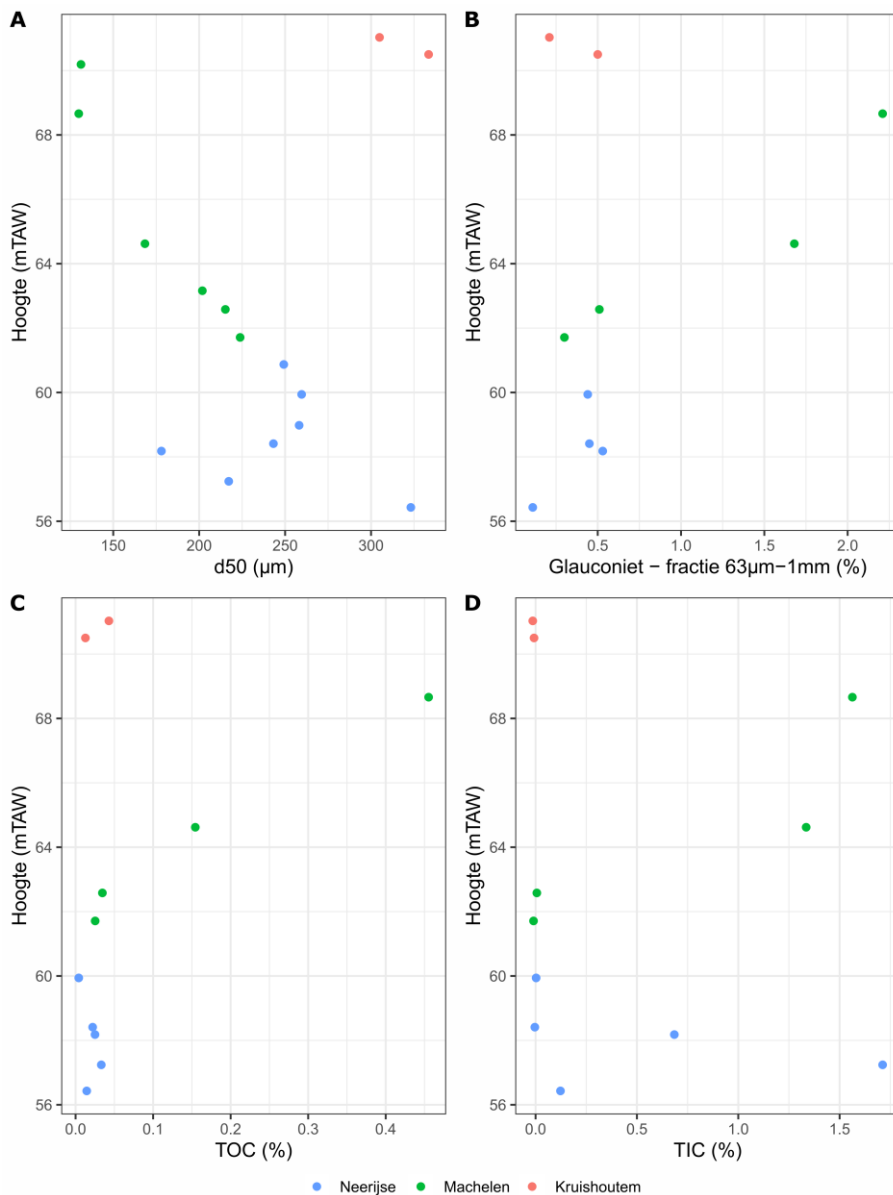 A
B
Hoogte (mTAW)
68
64
60
56
150
200
250
300
d50 (µm)
Hoogte (mTAW)
68
64
60
56
0.5
1.0
1.5
2.0
Glauconiet − fractie 63µm−1mm (%)
C
D
Hoogte (mTAW)
68
64
60
56
0.0
0.1
0.2
0.3
0.4
TOC (%)
Hoogte (mTAW)
68
64
60
56
0.0
0.5
1.0
1.5
TIC (%)
Neerijse
Machelen
Kruishoutem